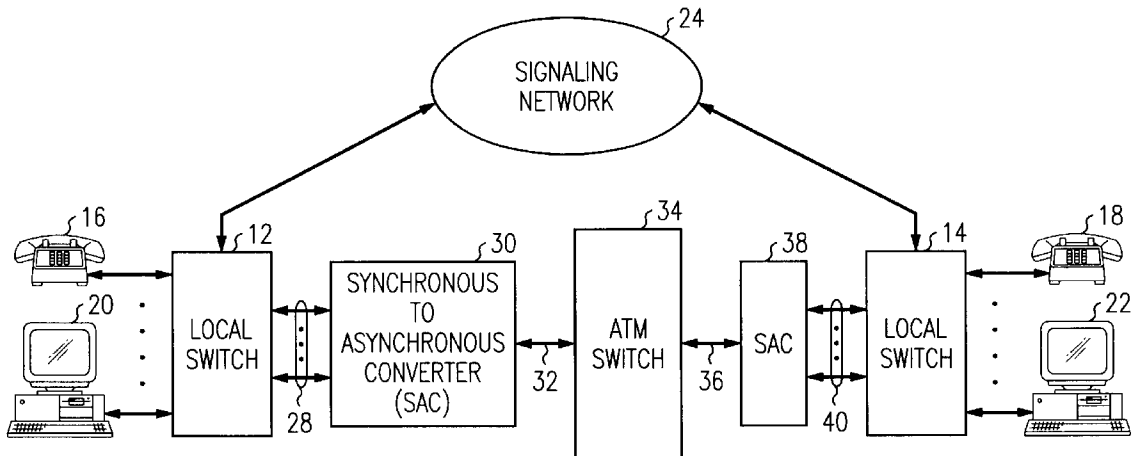 24
SIGNALING
NETWORK
16
12
30
34
38
14
18
20
LOCAL
SWITCH
28
SYNCHRONOUS
TO
ASYNCHRONOUS
CONVERTER
(SAC)
32
ATM
SWITCH
36
SAC
40
LOCAL
SWITCH
22